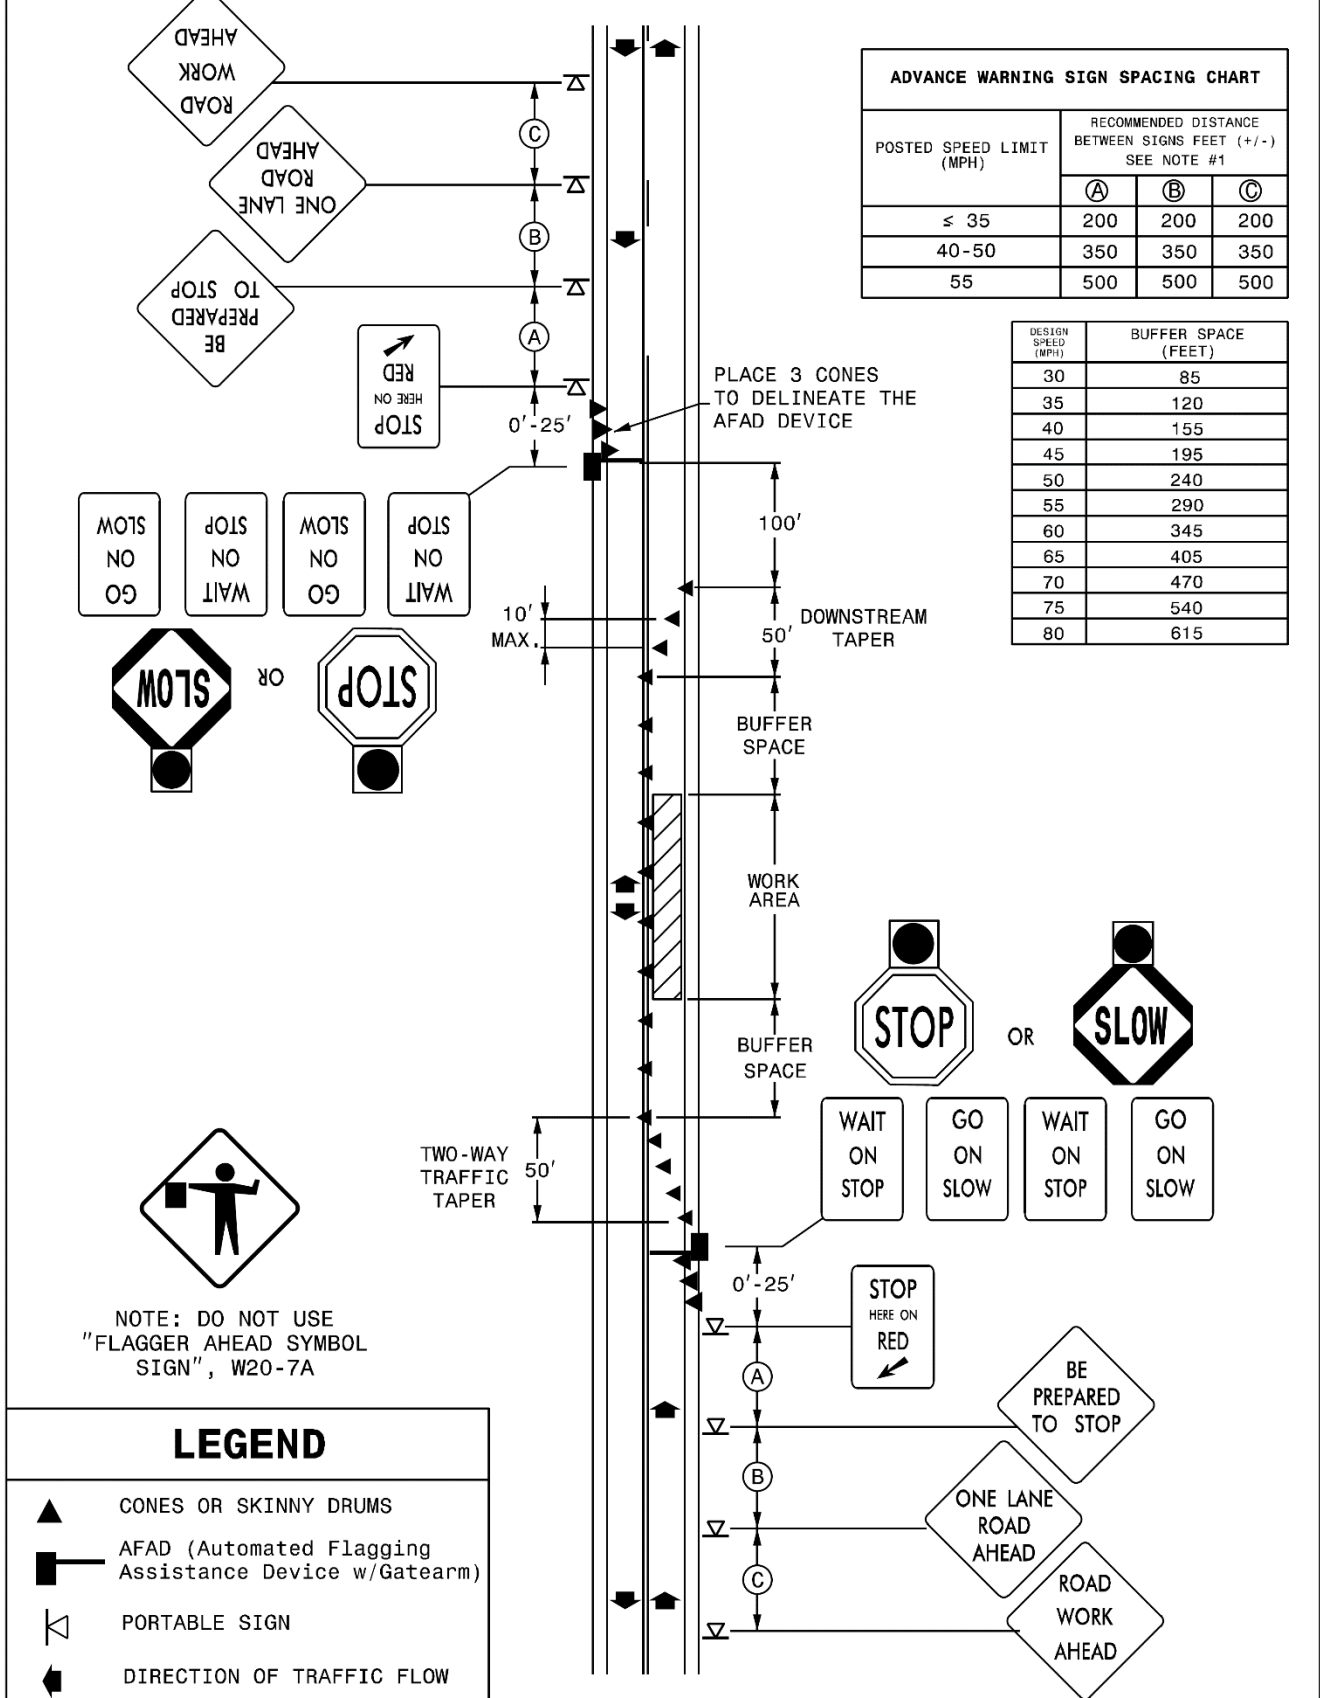 ROAD
WORK
AHEAD
ONE LANE
ROAD
AHEAD
BE
PREPARED
TO STOP
STOP
HERE ON
RED
C
B
A
0'-25'
PLACE 3 CONES
TO DELINEATE THE
AFAD DEVICE
ADVANCE WARNING SIGN SPACING CHART
POSTED SPEED LIMIT
(MPH)
RECOMMENDED DISTANCE
BETWEEN SIGNS FEET (+/-)
SEE NOTE #1
A B C
≤ 35 200 200 200
40-50 350 350 350
55 500 500 500
DESIGN
SPEED
(MPH)
BUFFER SPACE
(FEET)
30 85
35 120
40 155
45 195
50 240
55 290
60 345
65 405
70 470
75 540
80 615
GO
ON
SLOW
WAIT
ON
STOP
GO
ON
SLOW
WAIT
ON
STOP
SLOW
OR
STOP
100'
10'
MAX.
50'
DOWNSTREAM
TAPER
BUFFER
SPACE
WORK
AREA
BUFFER
SPACE
STOP
OR
SLOW
WAIT
ON
STOP
GO
ON
SLOW
WAIT
ON
STOP
GO
ON
SLOW
TWO-WAY
TRAFFIC
TAPER
50'
0'-25'
STOP
HERE ON
RED
A
B
C
BE
PREPARED
TO STOP
ONE LANE
ROAD
AHEAD
ROAD
WORK
AHEAD
NOTE: DO NOT USE
"FLAGGER AHEAD SYMBOL
SIGN", W20-7A
LEGEND
CONES OR SKINNY DRUMS
AFAD (Automated Flagging
Assistance Device w/Gatearm)
PORTABLE SIGN
DIRECTION OF TRAFFIC FLOW